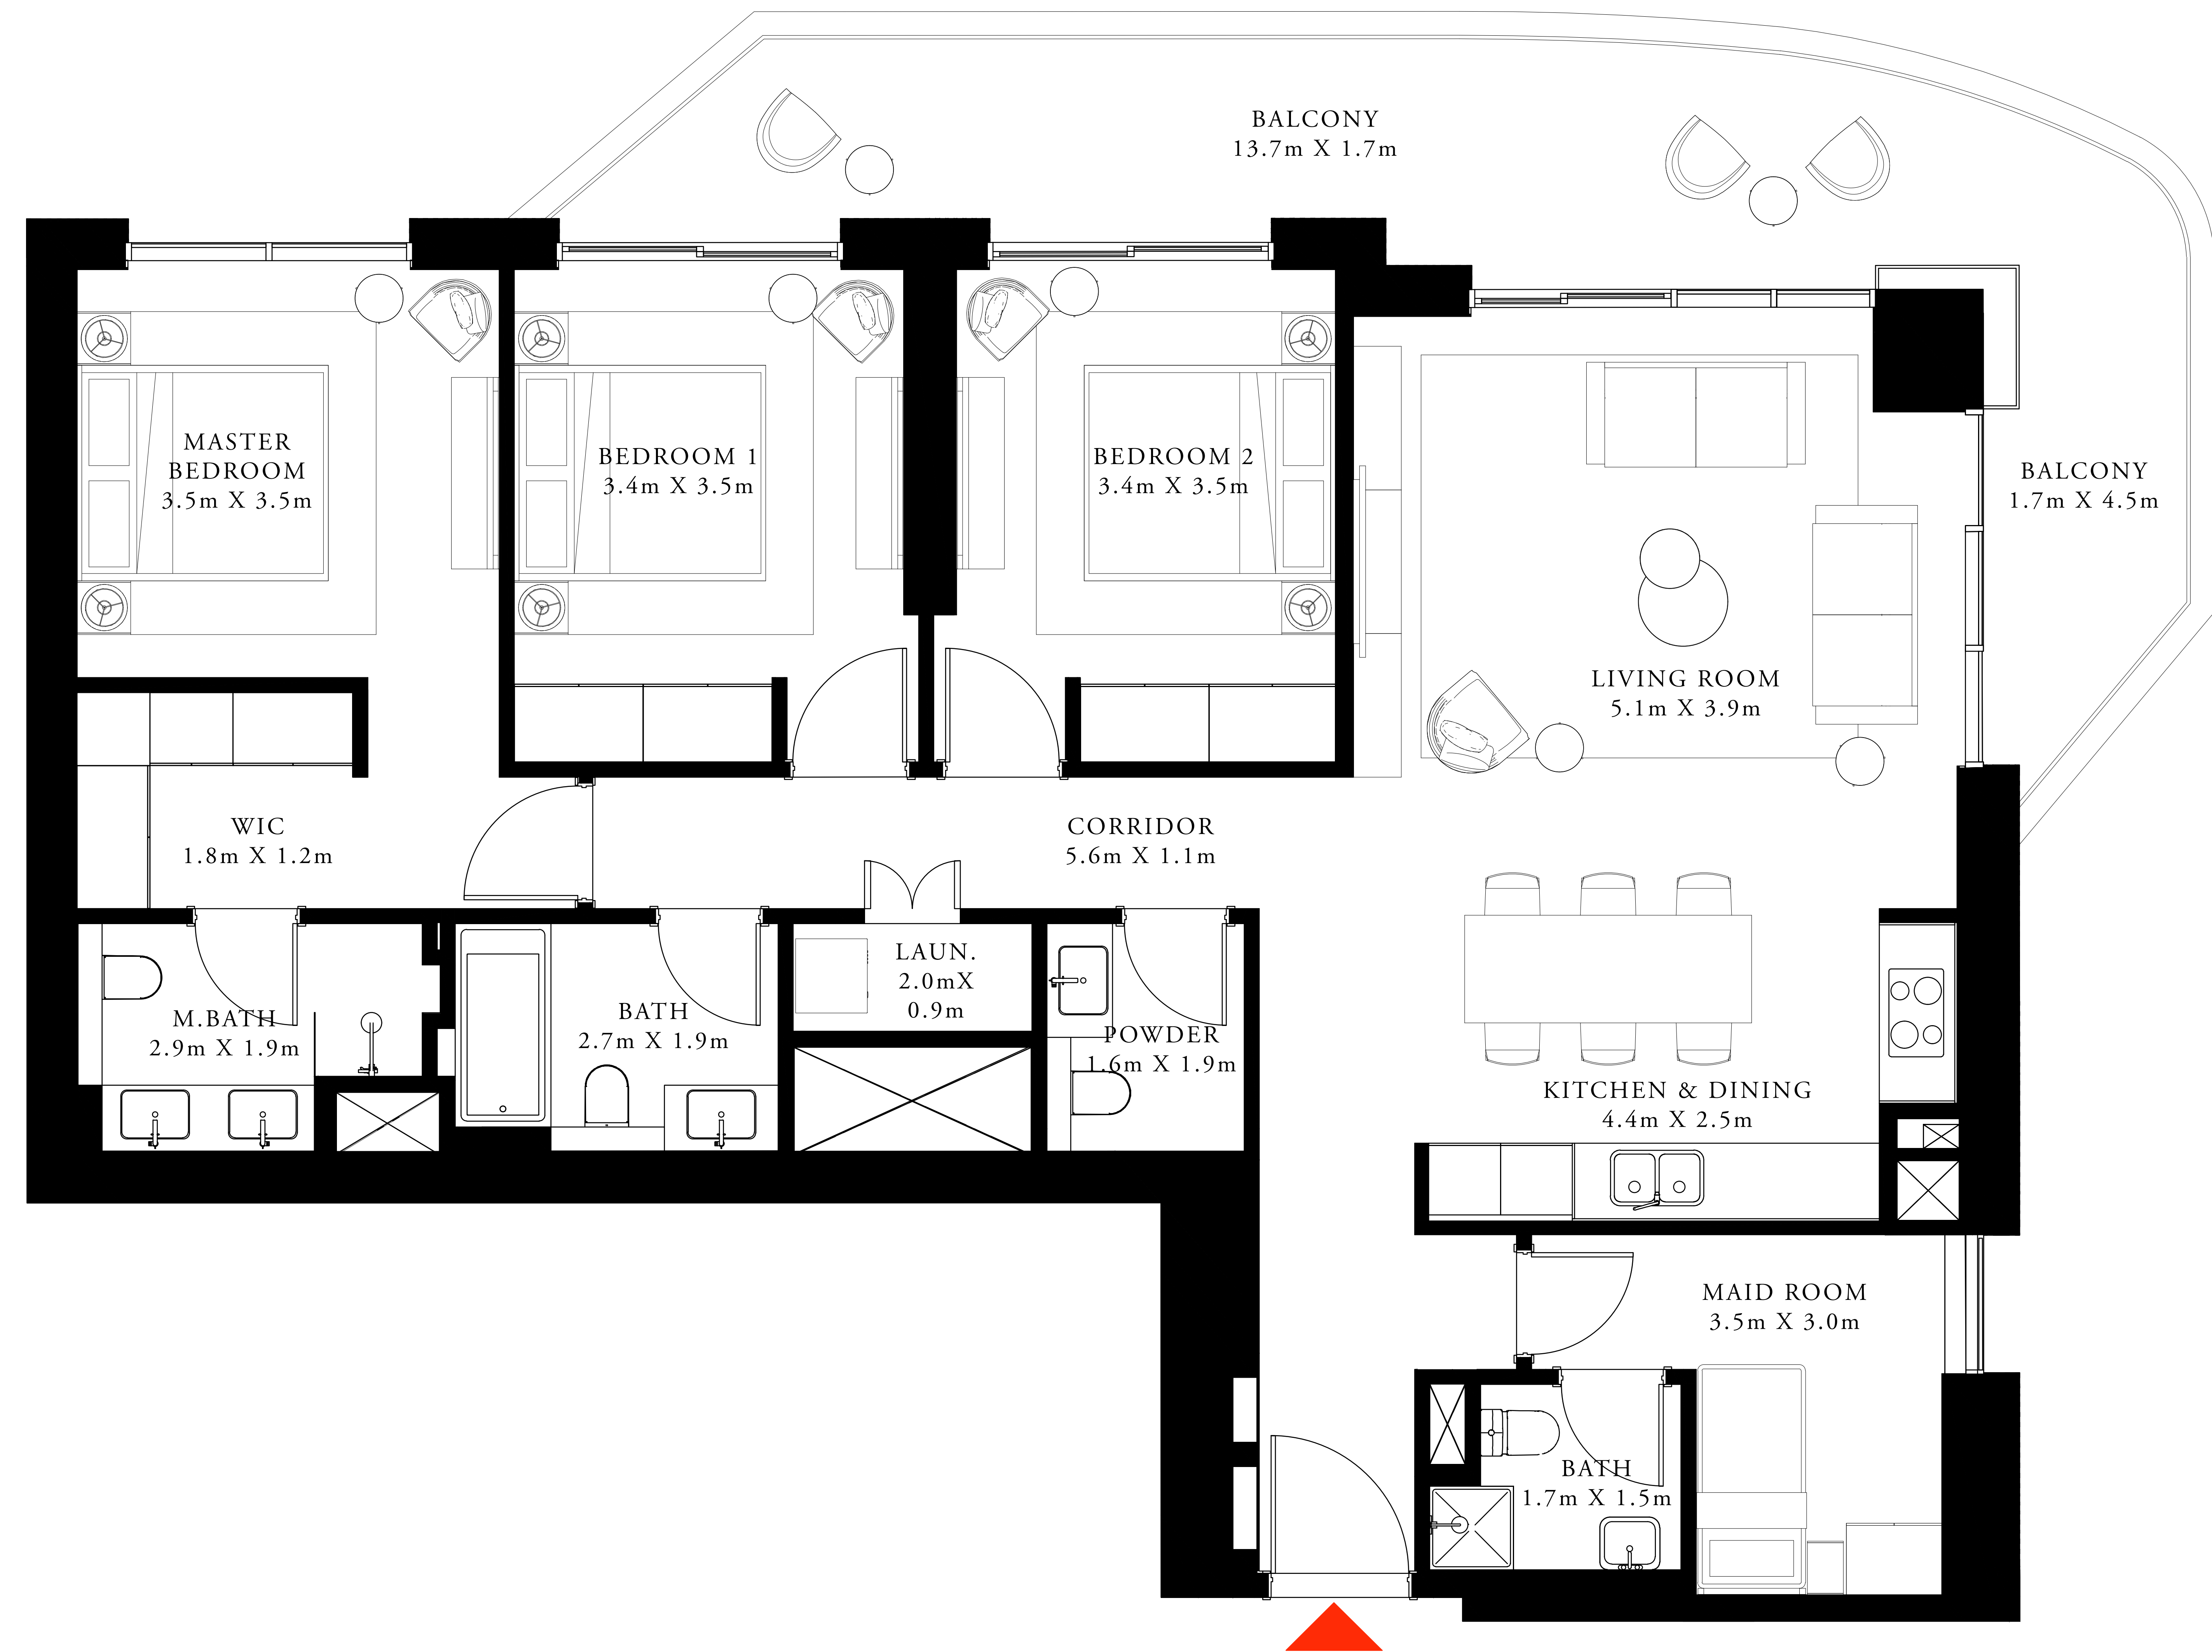 BALCONY
13.7m X 1.7m
MASTER
BEDROOM
3.5m X 3.5m
BEDROOM 1
3.4m X 3.5m
BEDROOM 2
3.4m X 3.5m
BALCONY
1.7m X 4.5m
LIVING ROOM
5.1m X 3.9m
WIC
1.8m X 1.2m
CORRIDOR
5.6m X 1.1m
M.BATH
2.9m X 1.9m
BATH
2.7m X 1.9m
LAUN.
2.0mX
0.9m
POWDER
1.6m X 1.9m
KITCHEN & DINING
4.4m X 2.5m
MAID ROOM
3.5m X 3.0m
BATH
1.7m X 1.5m